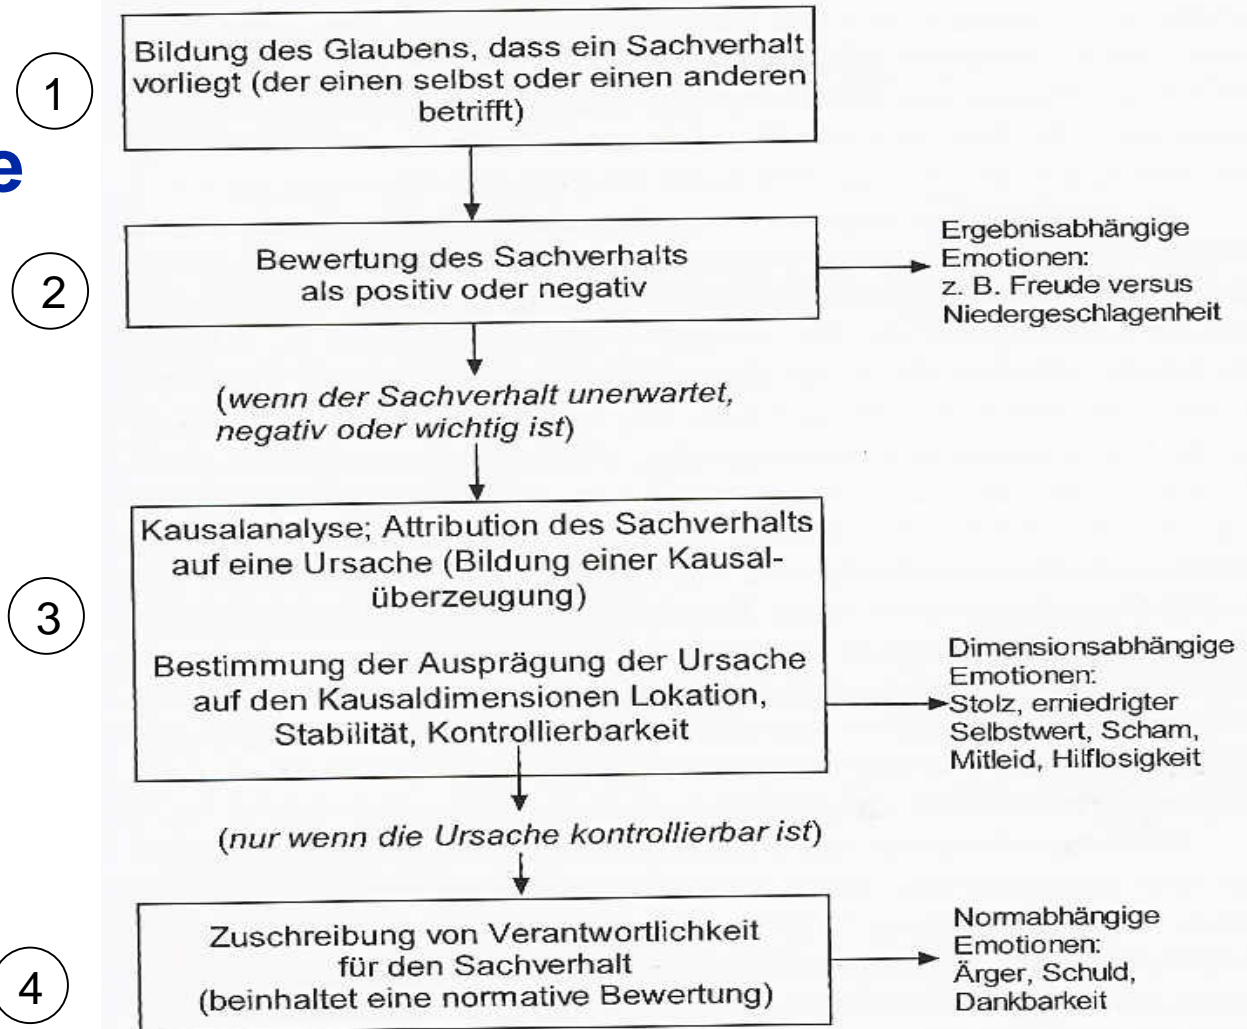 1
Bildung des Glaubens, dass ein Sachverhalt
vorliegt (der einen selbst oder einen anderen
betrifft)
e
2
Bewertung des Sachverhalts
als positiv oder negativ
Ergebnisabhängige
Emotionen:
z. B. Freude versus
Niedergeschlagenheit
(wenn der Sachverhalt unerwartet,
negativ oder wichtig ist)
3
Kausalanalyse; Attribution des Sachverhalts
auf eine Ursache (Bildung einer Kausal-
überzeugung)
Bestimmung der Ausprägung der Ursache
auf den Kausaldimensionen Lokation,
Stabilität, Kontrollierbarkeit
Dimensionsabhängige
Emotionen:
Stolz, erniedrigter
Selbstwert, Scham,
Mitleid, Hilflosigkeit
(nur wenn die Ursache kontrollierbar ist)
4
Zuschreibung von Verantwortlichkeit
für den Sachverhalt
(beinhaltet eine normative Bewertung)
Normabhängige
Emotionen:
Ärger, Schuld,
Dankbarkeit